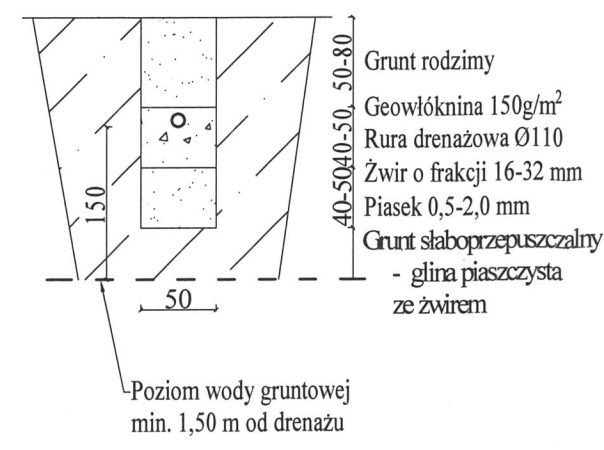 50-80
40-50
40-50
150
50
Grunt rodzimy
Geowłóknina 150g/m²
Rura drenażowa Ø110
Żwir o frakcji 16-32 mm
Piasek 0,5-2,0 mm
Grunt słaboprzepuszczalny
- glina piaszczysta
ze żwirem
Poziom wody gruntowej
min. 1,50 m od drenażu